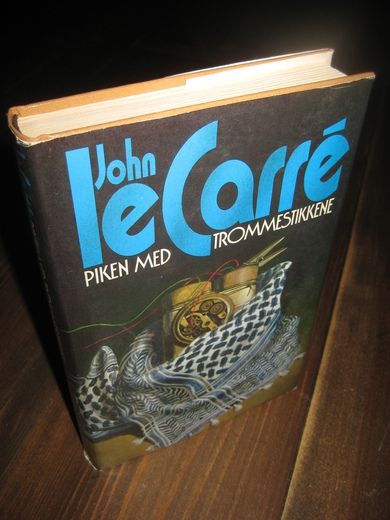 John
le Carré
PIKEN MED TROMMESTIKKENE